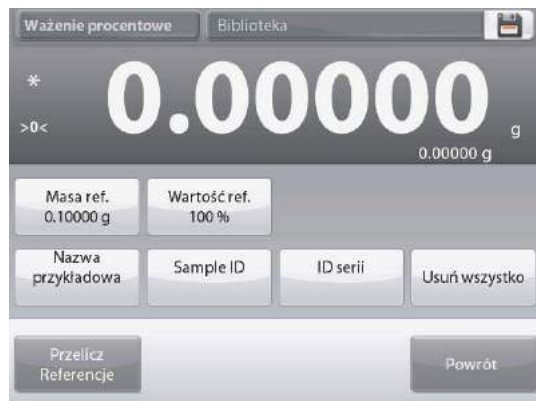 Ważenie procentowe
Biblioteka
*
0.00000 g
>0<
0.00000 g
Masa ref.
0.10000 g
Wartość ref.
100 %
Nazwa
przykładowa
Sample ID
ID serii
Usuń wszystko
Przelicz
Referencje
Powrót